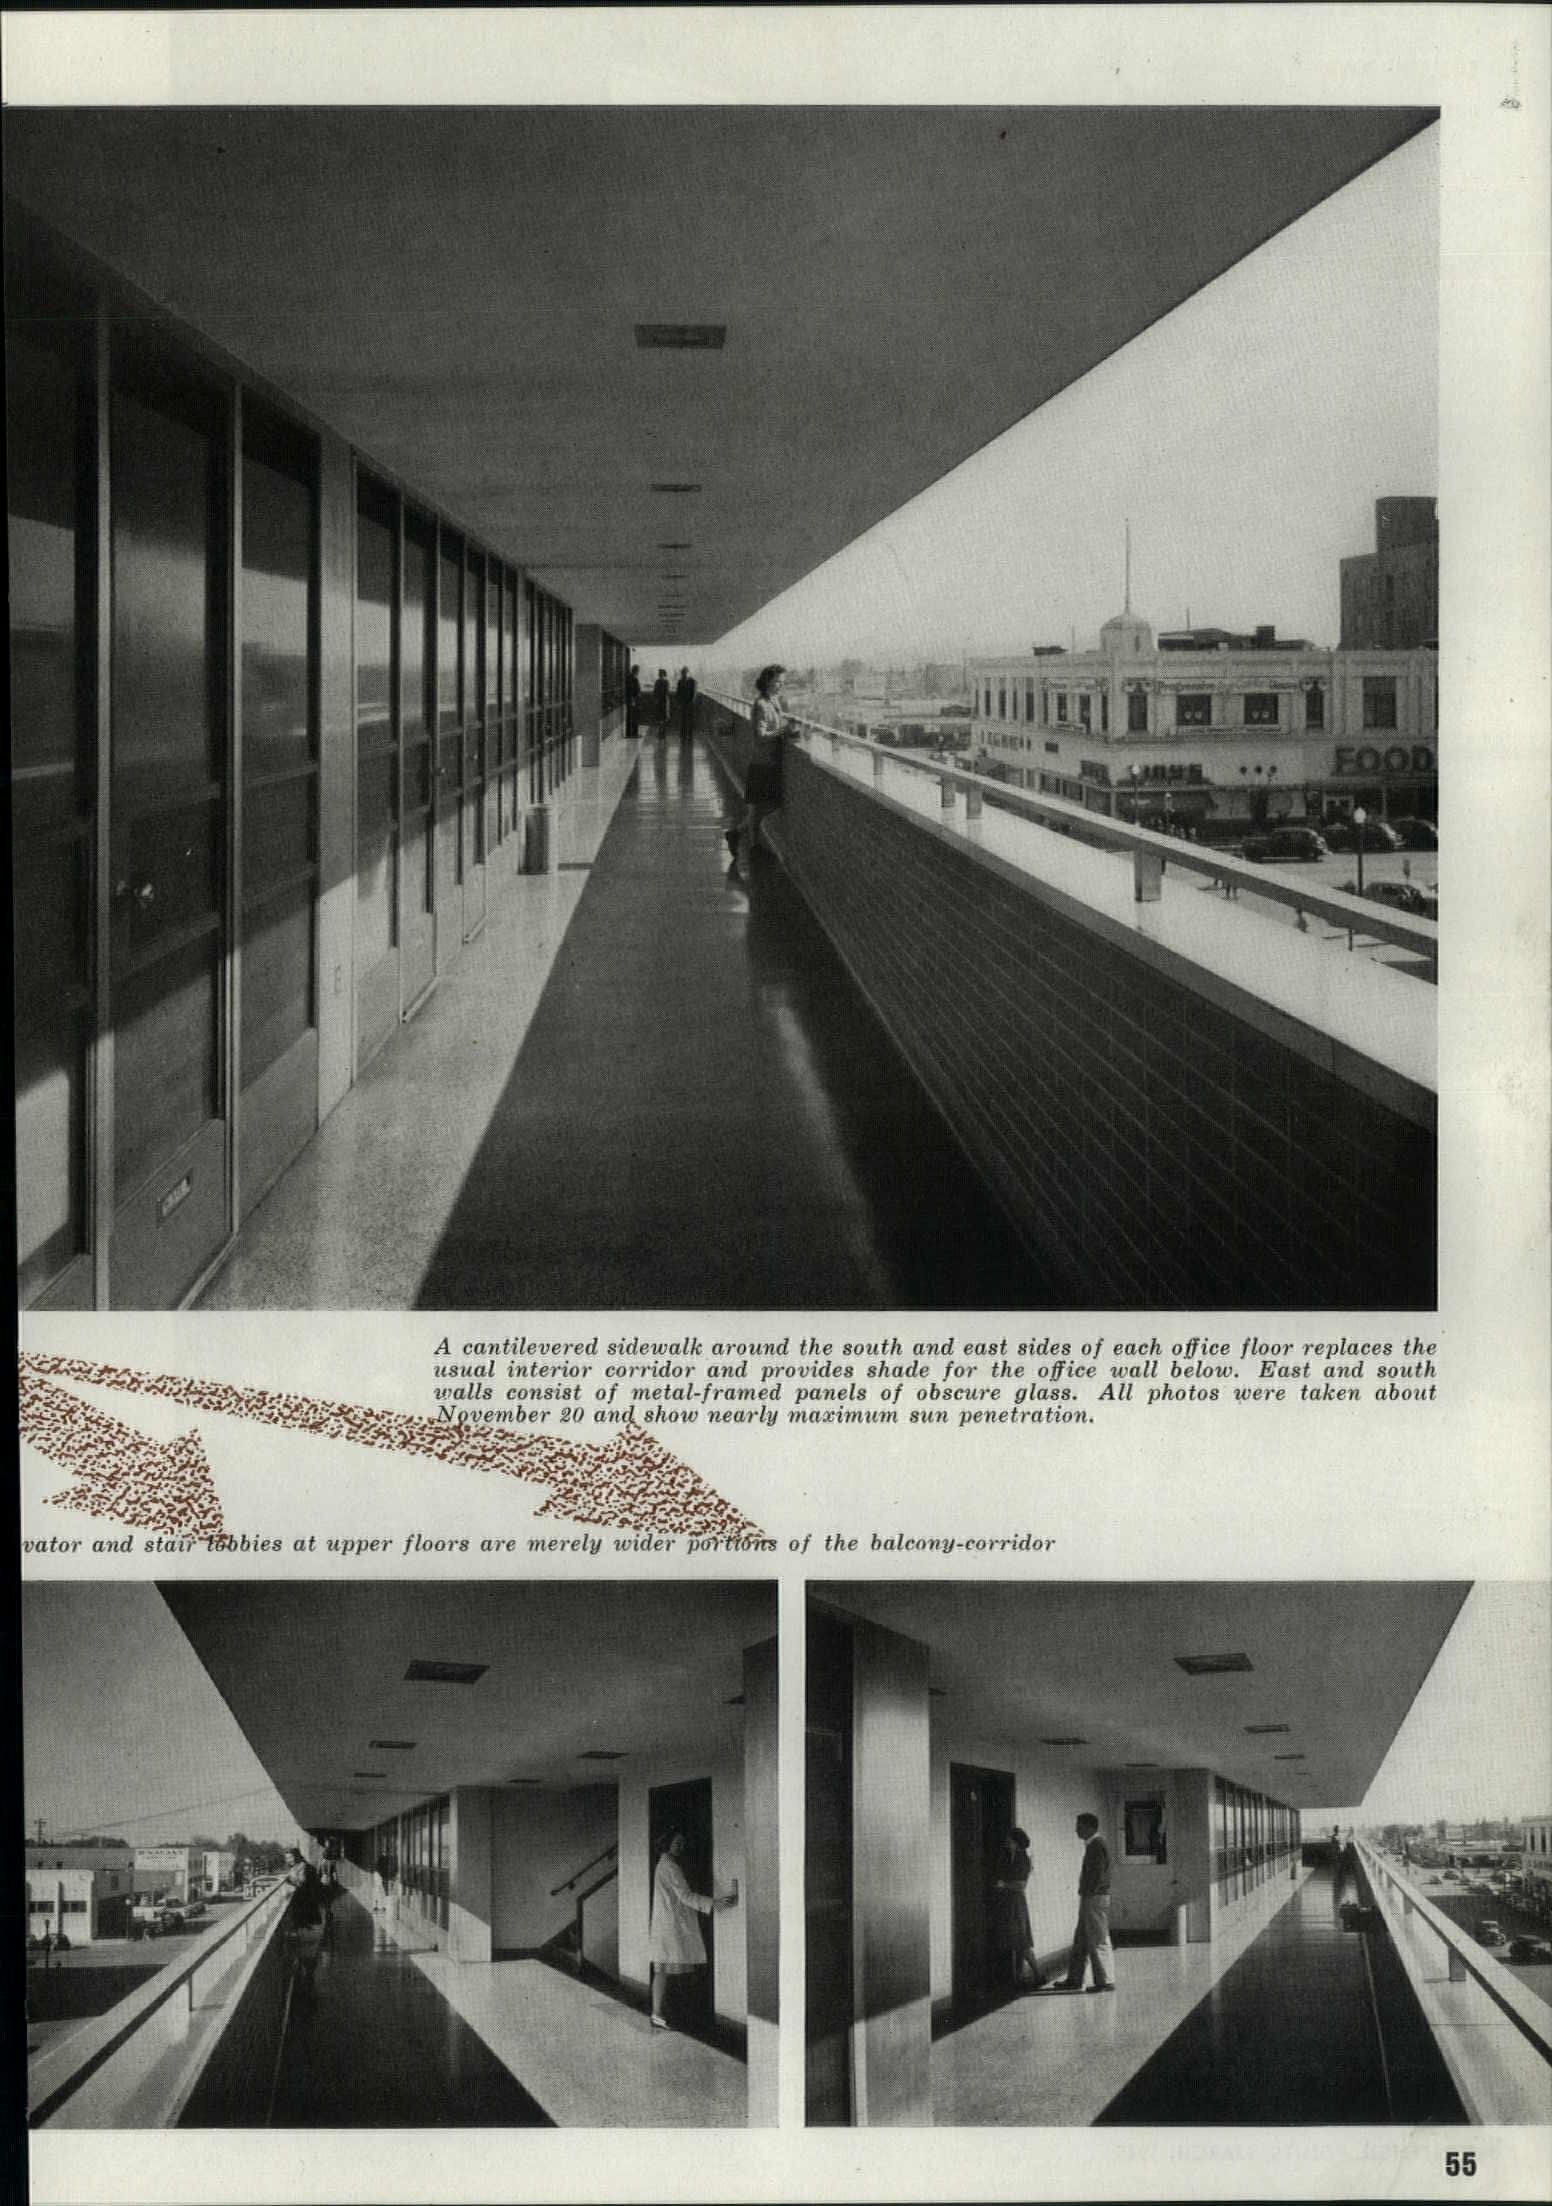 FOOD
A cantilevered sidewalk around the south and east sides of each office floor replaces the
usual interior corridor and provides shade for the office wall below. East and south
walls consist of metal-framed panels of obscure glass. All photos were taken about
November 20 and show nearly maximum sun penetration.
vator and stair lobbies at upper floors are merely wider portions of the balcony-corridor
55